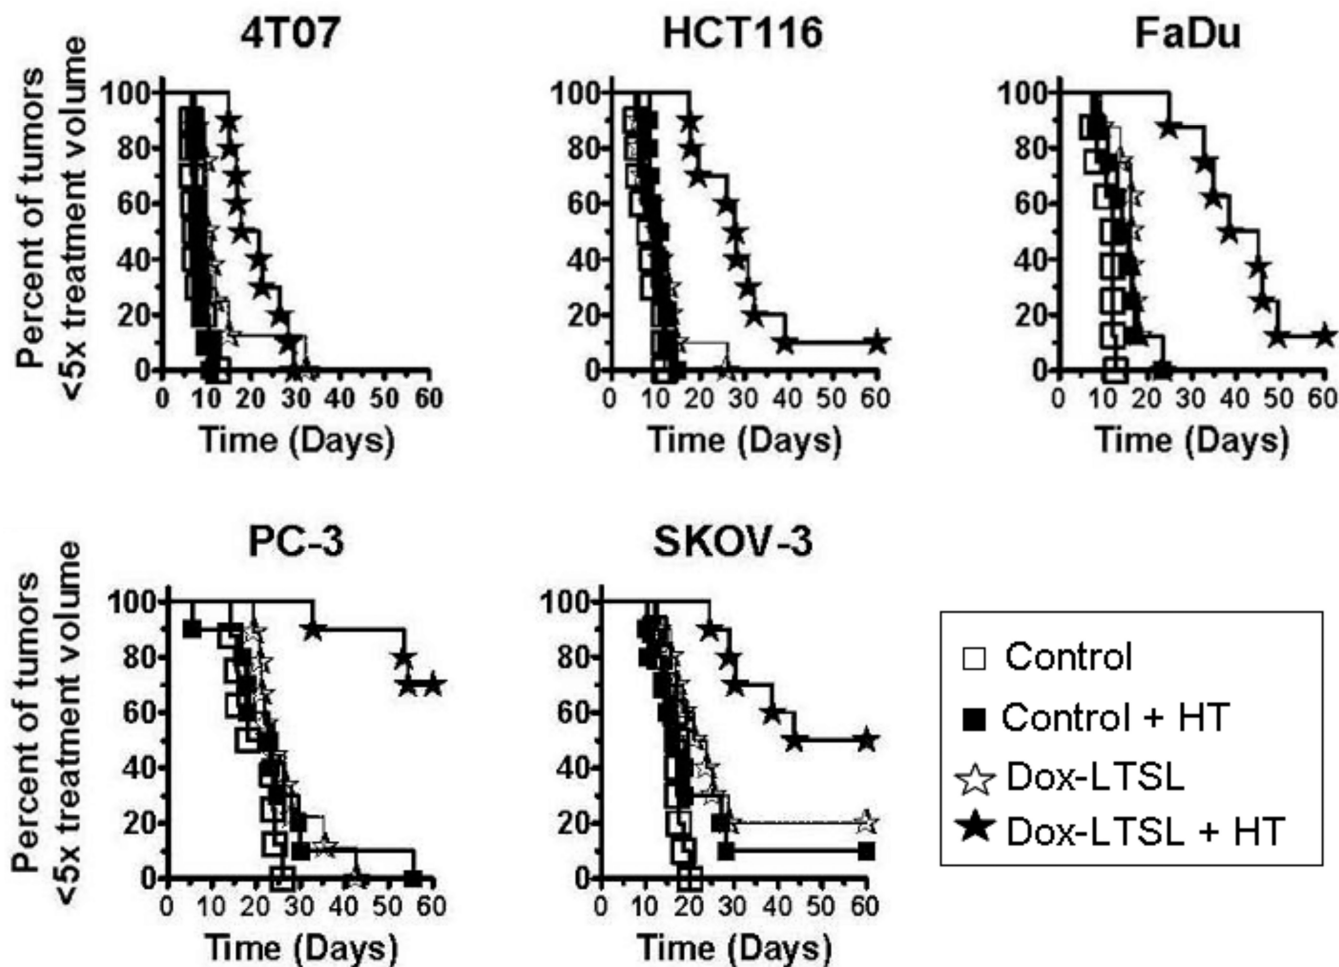 4T07
HCT116
FaDu
Percent of tumors
<5x treatment volume
100
80
60
40
20
0
0 10 20 30 40 50 60
Time (Days)
100
80
60
40
20
0
0 10 20 30 40 50 60
Time (Days)
100
80
60
40
20
0
0 10 20 30 40 50 60
Time (Days)
PC-3
SKOV-3
Percent of tumors
<5x treatment volume
100
80
60
40
20
0
0 10 20 30 40 50 60
Time (Days)
100
80
60
40
20
0
0 10 20 30 40 50 60
Time (Days)
Control
Control + HT
Dox-LTSL
Dox-LTSL + HT